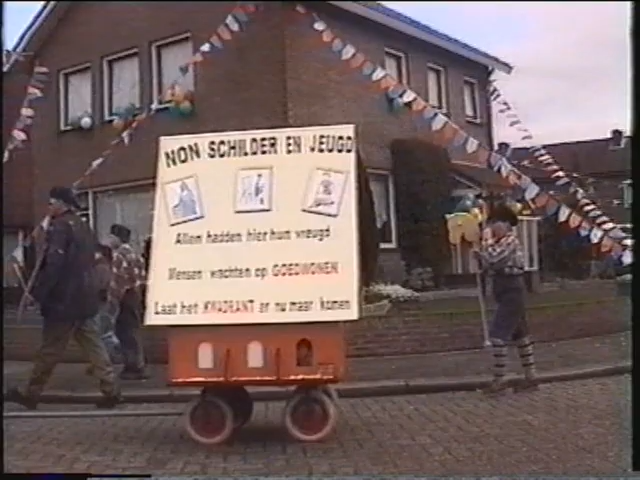 NON SCHILDER EN JEUGD
Allen hadden hier hun vreugd
Mensen wachten op GOEDWONEN
Laat het KWADRANT er nu maar komen